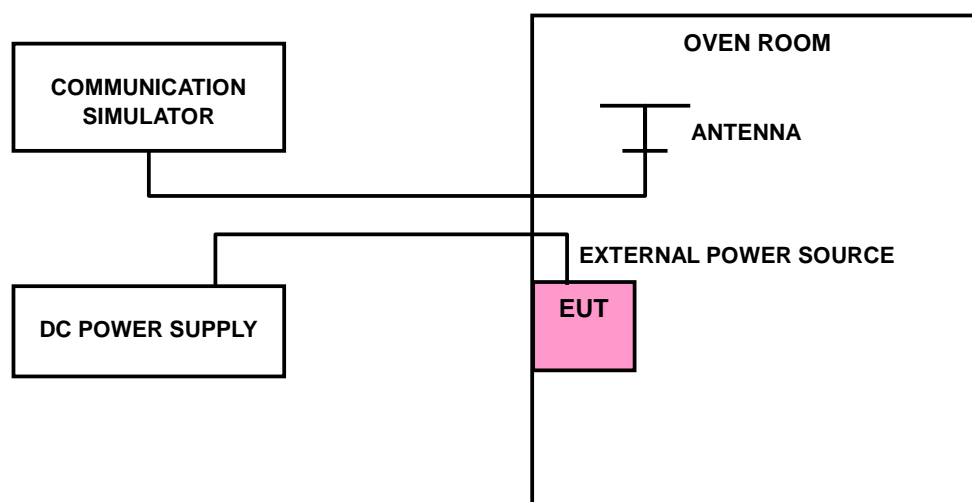 OVEN ROOM
COMMUNICATION
SIMULATOR
ANTENNA
EXTERNAL POWER SOURCE
EUT
DC POWER SUPPLY